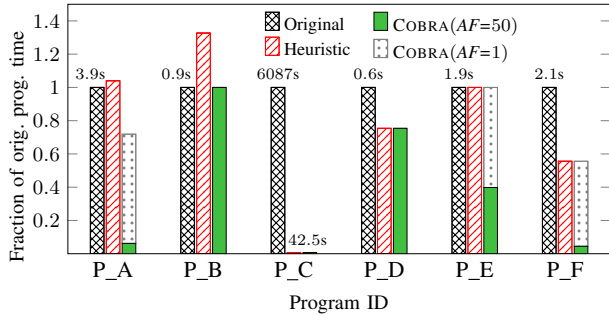 Fraction of orig. prog. time
1.4
1.2
1
0.8
0.6
0.4
0.2
Original
Heuristic
COBRA(AF=50)
COBRA(AF=1)
3.9s
0.9s
6087s
42.5s
0.6s
1.9s
2.1s
P_A
P_B
P_C
P_D
P_E
P_F
Program ID